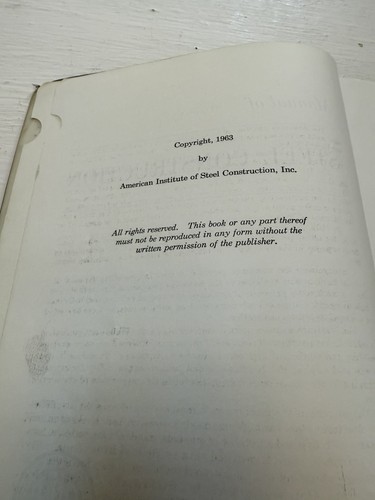 Copyright, 1963
by
American Institute of Steel Construction, Inc.
All rights reserved. This book or any part thereof
must not be reproduced in any form without the
written permission of the publisher.